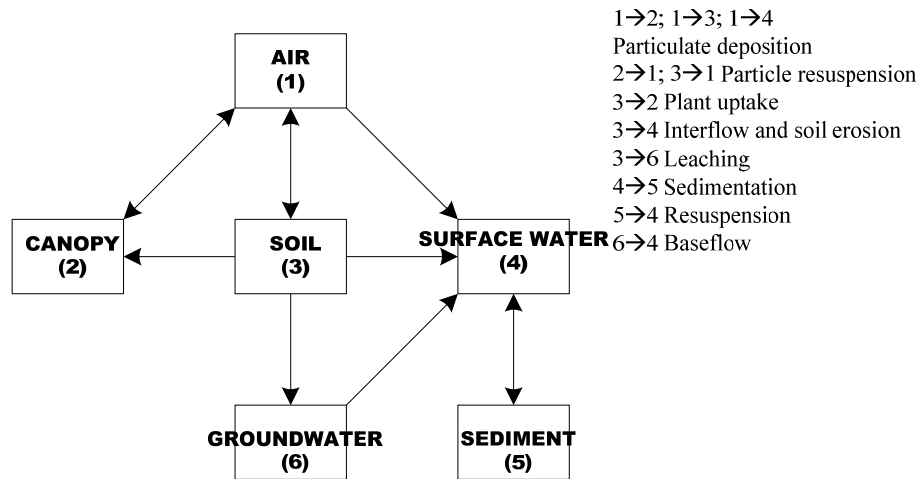 AIR
(1)
CANOPY
(2)
SOIL
(3)
SURFACE WATER
(4)
GROUNDWATER
(6)
SEDIMENT
(5)
1→2; 1→3; 1→4
Particulate deposition
2→1; 3→1 Particle resuspension
3→2 Plant uptake
3→4 Interflow and soil erosion
3→6 Leaching
4→5 Sedimentation
5→4 Resuspension
6→4 Baseflow